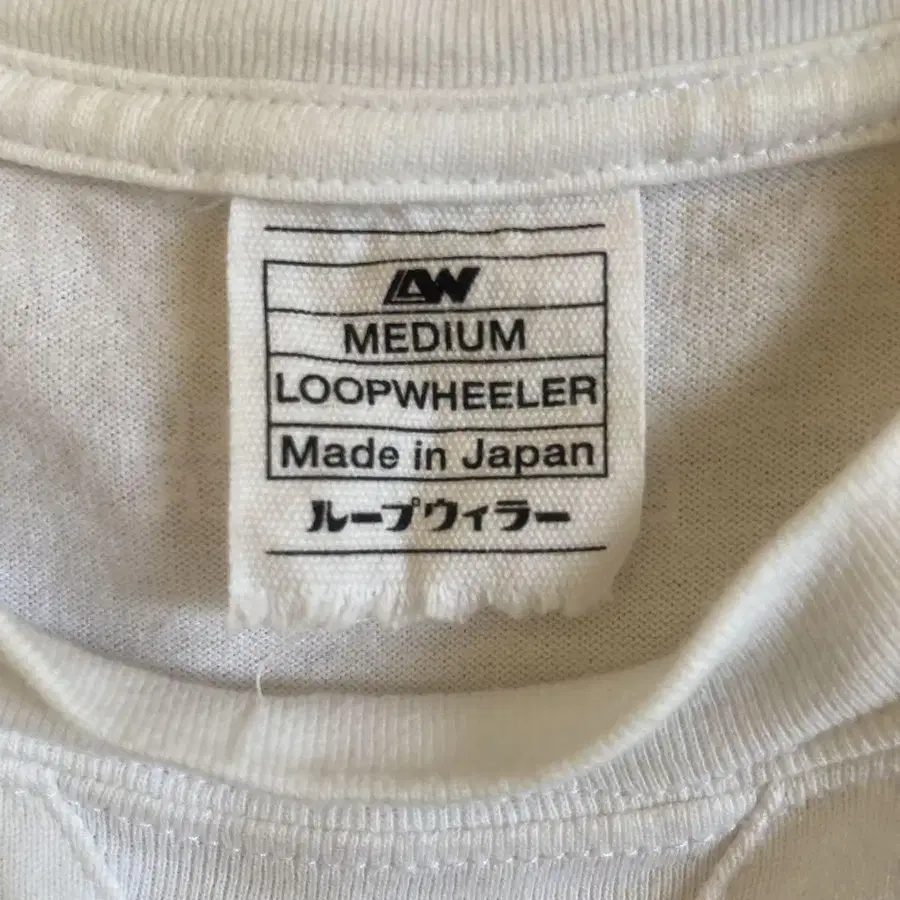 LW
MEDIUM
LOOPWHEELER
Made in Japan
ループウィラー